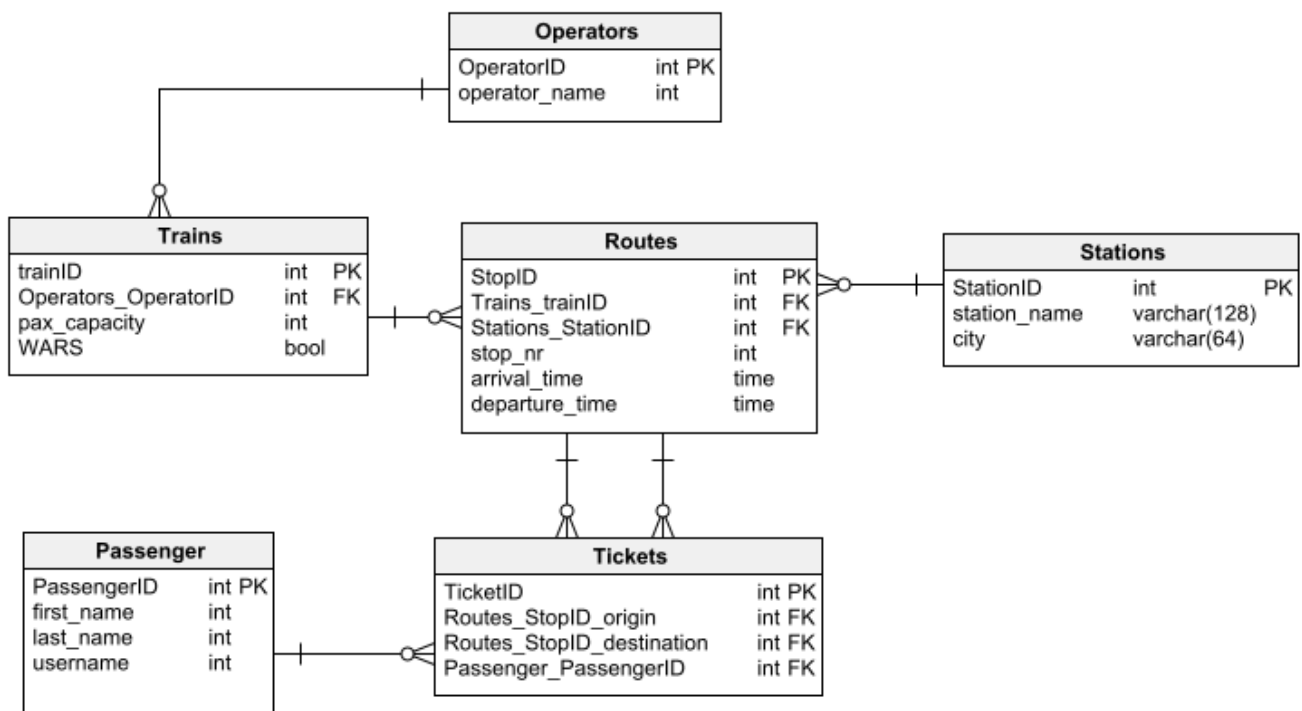 Operators
OperatorID int PK
operator_name int
Trains
trainID int PK
Operators_OperatorID int FK
pax_capacity int
WARS bool
Routes
StopID int PK
Trains_trainID int FK
Stations_StationID int FK
stop_nr int
arrival_time time
departure_time time
Stations
StationID int PK
station_name varchar(128)
city varchar(64)
Passenger
PassengerID int PK
first_name int
last_name int
username int
Tickets
TicketID int PK
Routes_StopID_origin int FK
Routes_StopID_destination int FK
Passenger_PassengerID int FK